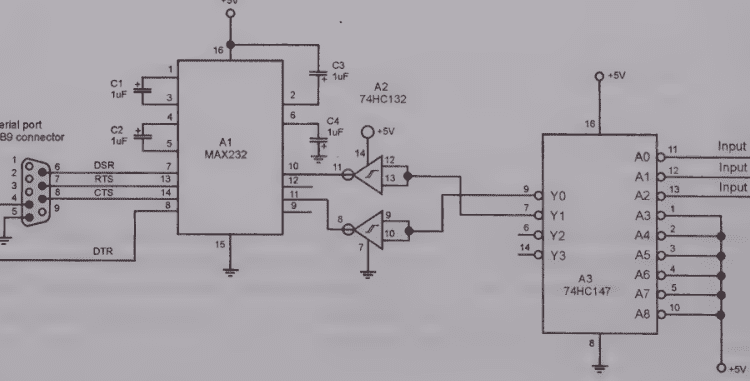 +5V
16
C3
1uF
C1
1uF
1
3
2
C2
1uF
4
5
6
C4
1uF
A1
MAX232
A2
74HC132
+5V
14
erial port
B9 connector
1
2
3
4
5
6
7
8
9
DSR
RTS
CTS
DTR
7
13
14
8
10
12
11
9
15
11
12
13
8
9
10
7
+5V
16
9
7
6
14
Y0
Y1
Y2
Y3
A3
74HC147
A0
A1
A2
A3
A4
A5
A6
A7
A8
11
12
13
1
2
3
4
5
10
Input
Input
Input
8
+5V